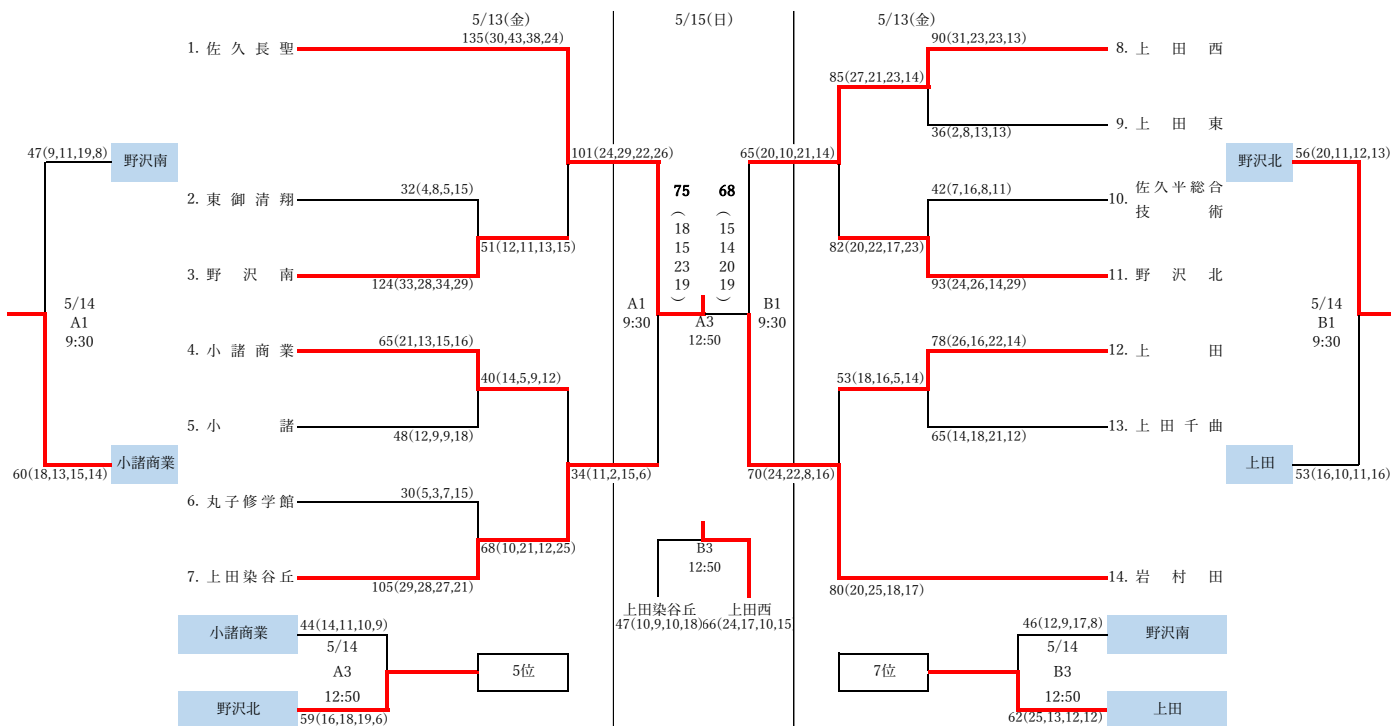 5/13(金)
5/15(日)
5/13(金)
135(30,43,38,24)
90(31,23,23,13)
1. 佐久長聖
8. 上田西
85(27,21,23,14)
36(2,8,13,13)
9. 上田東
47(9,11,19,8)
野沢南
101(24,29,22,26)
65(20,10,21,14)
野沢北
56(20,11,12,13)
32(4,8,5,15)
75
68
42(7,16,8,11)
2. 東御清翔
10. 佐久平総合
技術
(18 15 23 19)
(15 14 20 19)
51(12,11,13,15)
82(20,22,17,23)
3. 野沢南
11. 野沢北
124(33,28,34,29)
93(24,26,14,29)
5/14
A1
9:30
A1
9:30
A3
12:50
B1
9:30
5/14
B1
9:30
65(21,13,15,16)
78(26,16,22,14)
4. 小諸商業
12. 上田
40(14,5,9,12)
53(18,16,5,14)
5. 小諸
13. 上田千曲
48(12,9,9,18)
65(14,18,21,12)
小諸商業
上田
60(18,13,15,14)
34(11,2,15,6)
70(24,22,8,16)
53(16,10,11,16)
30(5,3,7,15)
6. 丸子修学館
68(10,21,12,25)
B3
12:50
7. 上田染谷丘
14. 岩村田
105(29,28,27,21)
80(20,25,18,17)
上田染谷丘
上田西
47(10,9,10,18)
66(24,17,10,15
小諸商業
44(14,11,10,9)
46(12,9,17,8)
野沢南
5/14
A3
12:50
5位
7位
5/14
B3
12:50
野沢北
59(16,18,19,6)
62(25,13,12,12)
上田